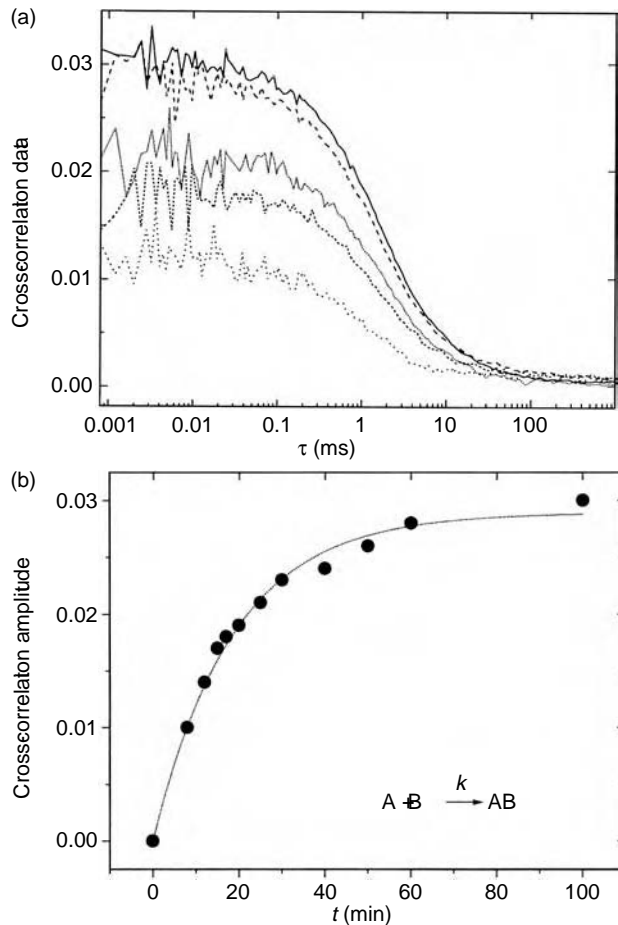 (a)
0.03
0.02
0.01
0.00
Crosscorrelaton data
0.001 0.01 0.1 1 10 100
τ (ms)
(b)
0.03
0.02
0.01
0.00
Crosscorrelaton amplitude
k
A + B → AB
0 20 40 60 80 100
t (min)